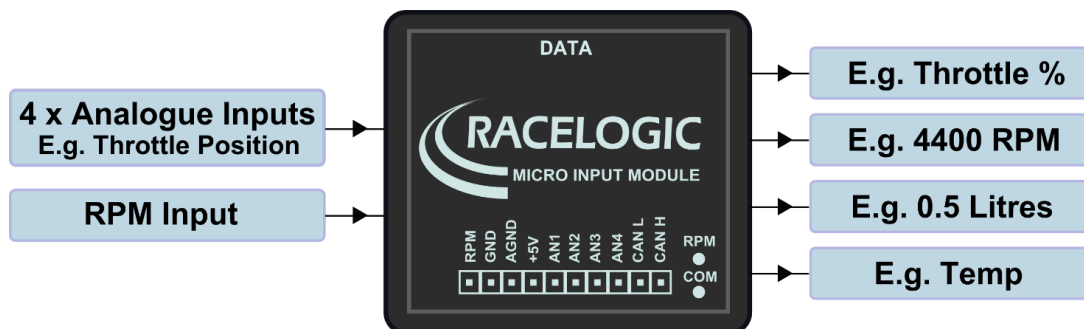 4 x Analogue Inputs
E.g. Throttle Position
RPM Input
DATA
RACELOGIC
MICRO INPUT MODULE
RPM GND AGND +5V AN1 AN2 AN3 AN4 CAN L CAN H
RPM
COM
E.g. Throttle %
E.g. 4400 RPM
E.g. 0.5 Litres
E.g. Temp